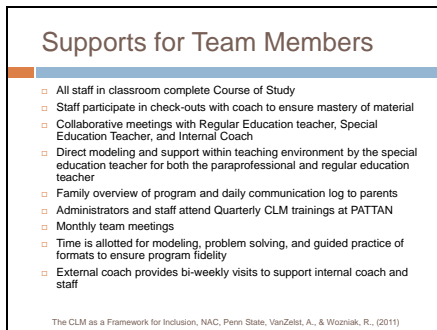 Supports for Team Members
All staff in classroom complete Course of Study
Staff participate in check-outs with coach to ensure mastery of material
Collaborative meetings with Regular Education teacher, Special
Education Teacher, and Internal Coach
Direct modeling and support within teaching environment by the special
education teacher for both the paraprofessional and regular education
teacher
Family overview of program and daily communication log to parents
Administrators and staff attend Quarterly CLM trainings at PATTAN
Monthly team meetings
Time is allotted for modeling, problem solving, and guided practice of
formats to ensure program fidelity
External coach provides bi-weekly visits to support internal coach and
staff
The CLM as a Framework for Inclusion, NAC, Penn State, VanZelst, A., & Wozniak, R., (2011)